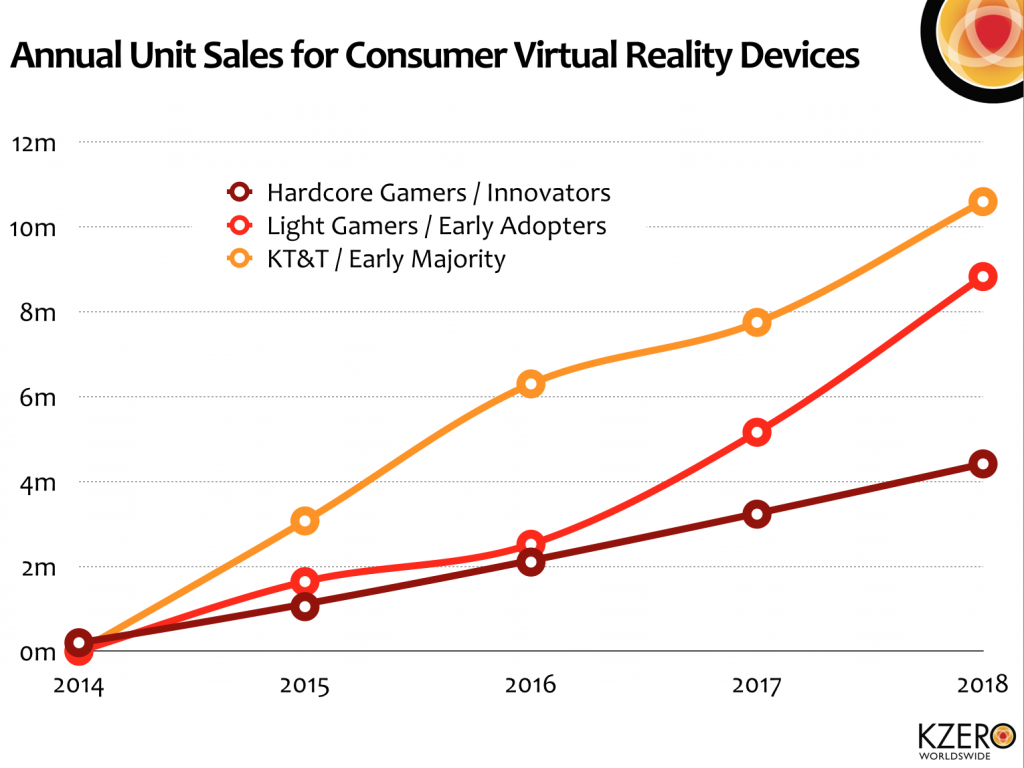 Annual Unit Sales for Consumer Virtual Reality Devices
12m
Hardcore Gamers / Innovators
10m
Light Gamers / Early Adopters
KT&T / Early Majority
8m
6m
4m
2m
0m
2014 2015 2016 2017 2018
KZERO
WORLDSWIDE